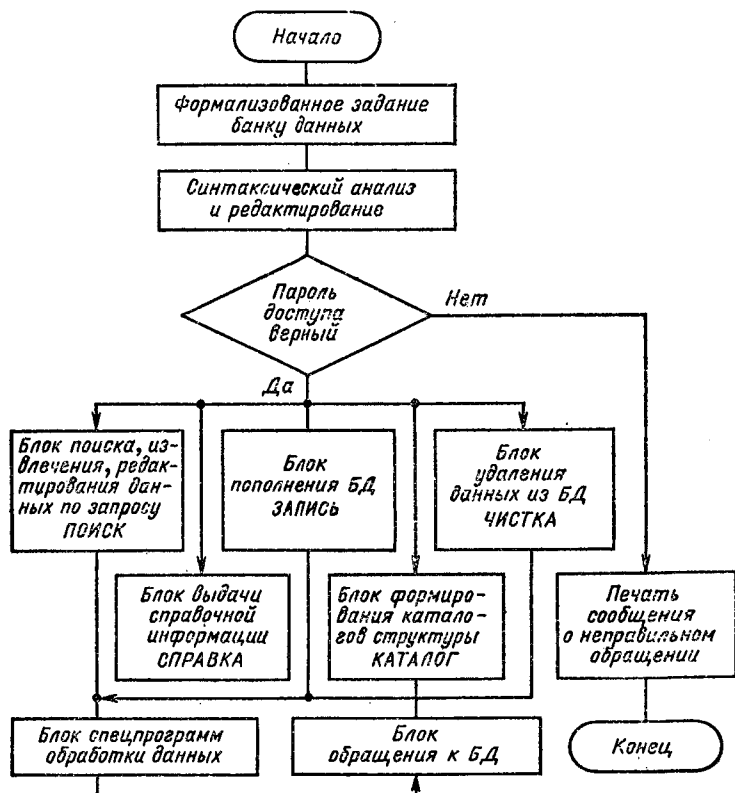 Начало
Формализованное задание
банку данных
Синтаксический анализ
и редактирование
Пароль
доступа
верный
Нет
Да
Блок поиска, из-
влечения, редак-
тирования дан-
ных по запросу
ПОИСК
Блок
пополнения БД
ЗАПИСЬ
Блок
удаления
данных из БД
ЧИСТКА
Блок выдачи
справочной
информации
СПРАВКА
Блок формиро-
вания катало-
гов структуры
КАТАЛОГ
Печать
сообщения
о неправильном
обращении
Блок спецпрограмм
обработки данных
Блок
обращения к БД
Конец